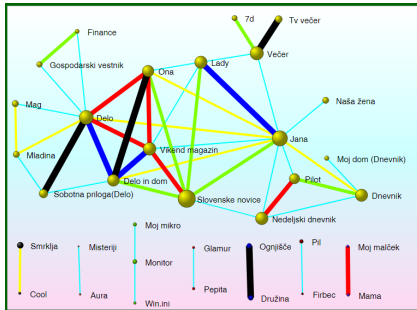 7d
Tv večer
Finance
Večer
Gospodarski vestnik
Ona
Lady
Naša žena
Mag
Delo
Jana
Vikend magazin
Mladina
Moj dom (Dnevnik)
Pilot
Delo in dom
Sobotna priloga(Delo)
Slovenske novice
Dnevnik
Nedeljski dnevnik
Moj mikro
Smrklja
Misteriji
Glamur
Ognjišče
Pil
Moj malček
Monitor
Pepita
Cool
Aura
Win.ini
Družina
Firbec
Mama